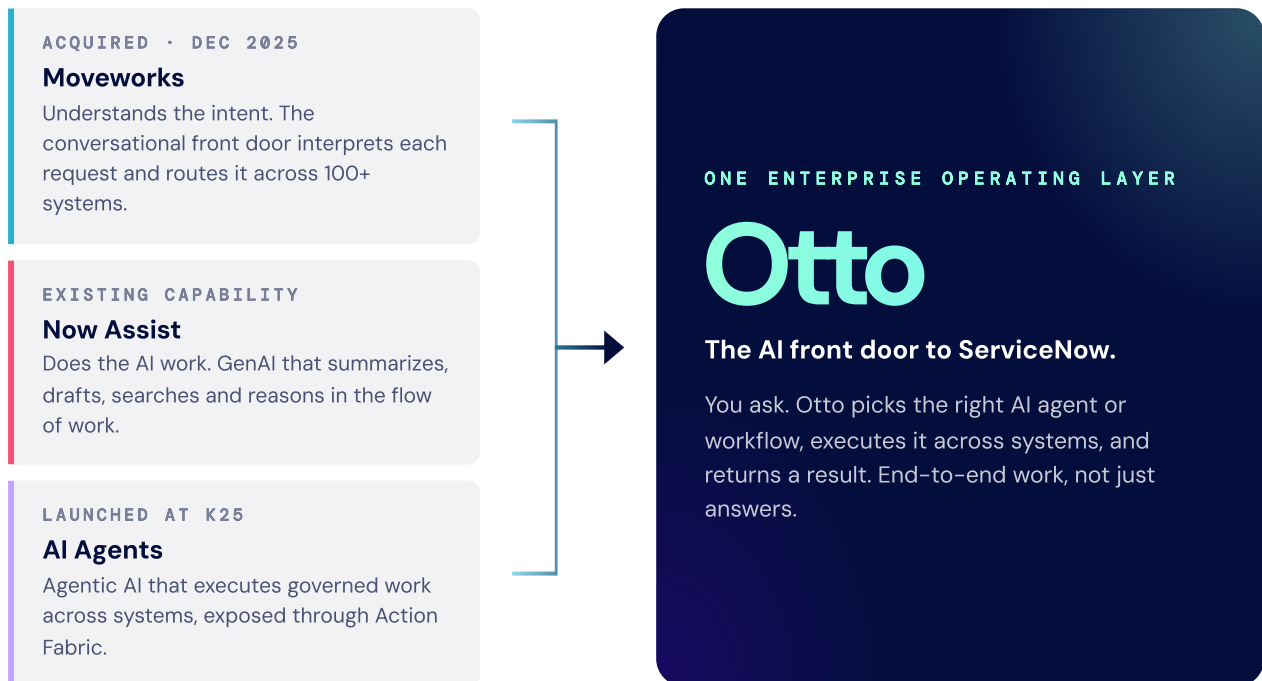 ACQUIRED · DEC 2025
Moveworks
Understands the intent. The
conversational front door interprets each
request and routes it across 100+
systems.
EXISTING CAPABILITY
Now Assist
Does the AI work. GenAI that summarizes,
drafts, searches and reasons in the flow
of work.
LAUNCHED AT K25
AI Agents
Agentic AI that executes governed work
across systems, exposed through Action
Fabric.
ONE ENTERPRISE OPERATING LAYER
Otto
The AI front door to ServiceNow.
You ask. Otto picks the right AI agent or
workflow, executes it across systems, and
returns a result. End-to-end work, not just
answers.